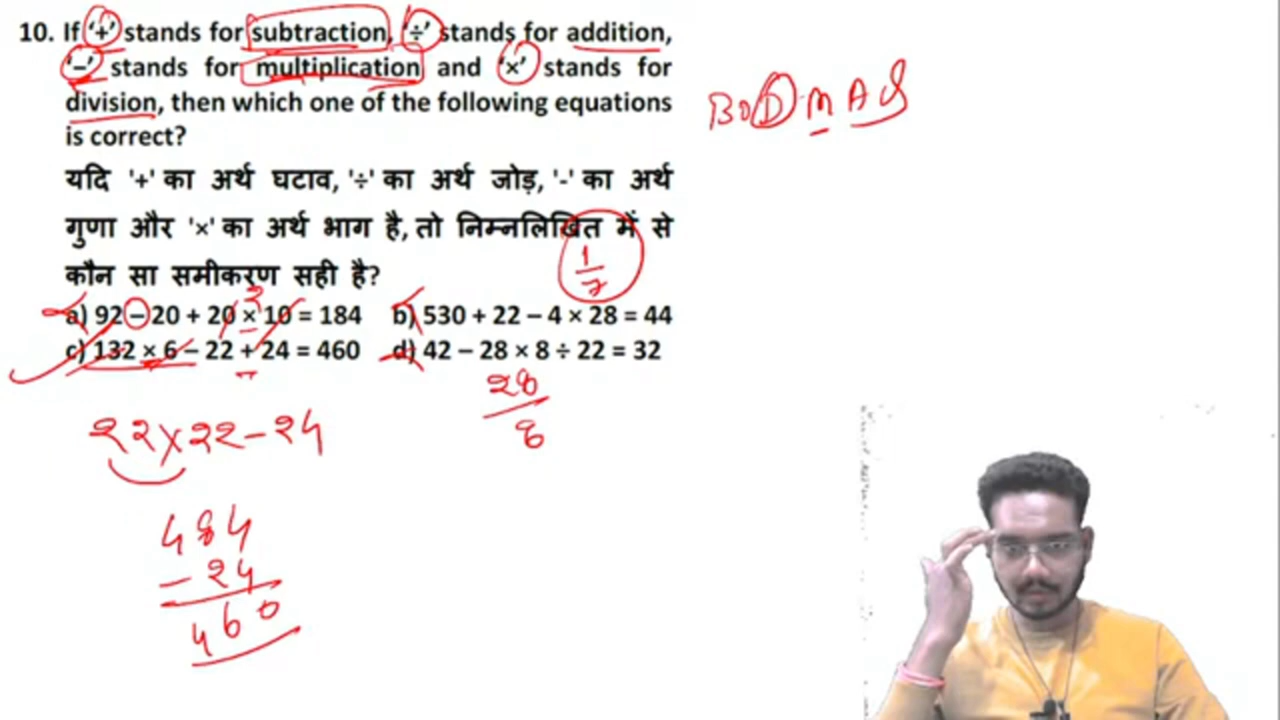 10. If '+' stands for subtraction, '÷' stands for addition,
'–' stands for multiplication and '×' stands for
division, then which one of the following equations
is correct?
यदि '+' का अर्थ घटाव, '÷' का अर्थ जोड़, '-' का अर्थ
गुणा और '×' का अर्थ भाग है, तो निम्नलिखित में से
कौन सा समीकरण सही है?
a) 92 – 20 + 20 × 10 = 184 b) 530 + 22 – 4 × 28 = 44
c) 132 × 6 – 22 + 24 = 460 d) 42 – 28 × 8 ÷ 22 = 32
BODMAS
1
7
28
8
22×22-24
484
-24
460